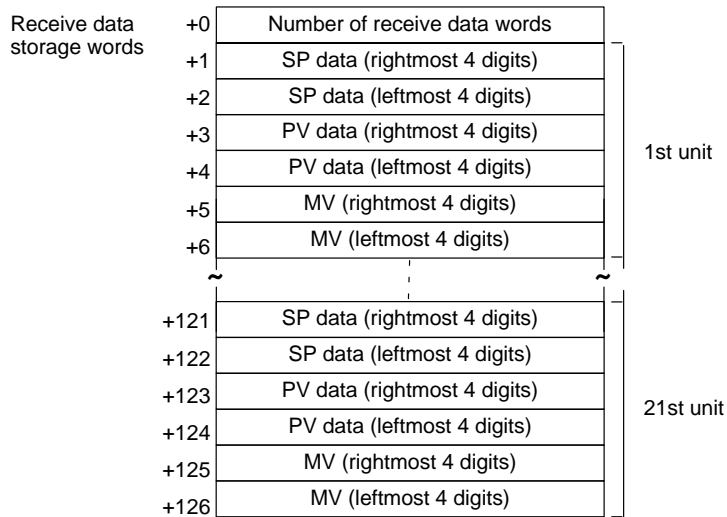 Receive data
storage words
+0 Number of receive data words
+1 SP data (rightmost 4 digits)
+2 SP data (leftmost 4 digits)
+3 PV data (rightmost 4 digits)
+4 PV data (leftmost 4 digits)
+5 MV (rightmost 4 digits)
+6 MV (leftmost 4 digits)
1st unit
~ ~
+121 SP data (rightmost 4 digits)
+122 SP data (leftmost 4 digits)
+123 PV data (rightmost 4 digits)
+124 PV data (leftmost 4 digits)
+125 MV (rightmost 4 digits)
+126 MV (leftmost 4 digits)
21st unit